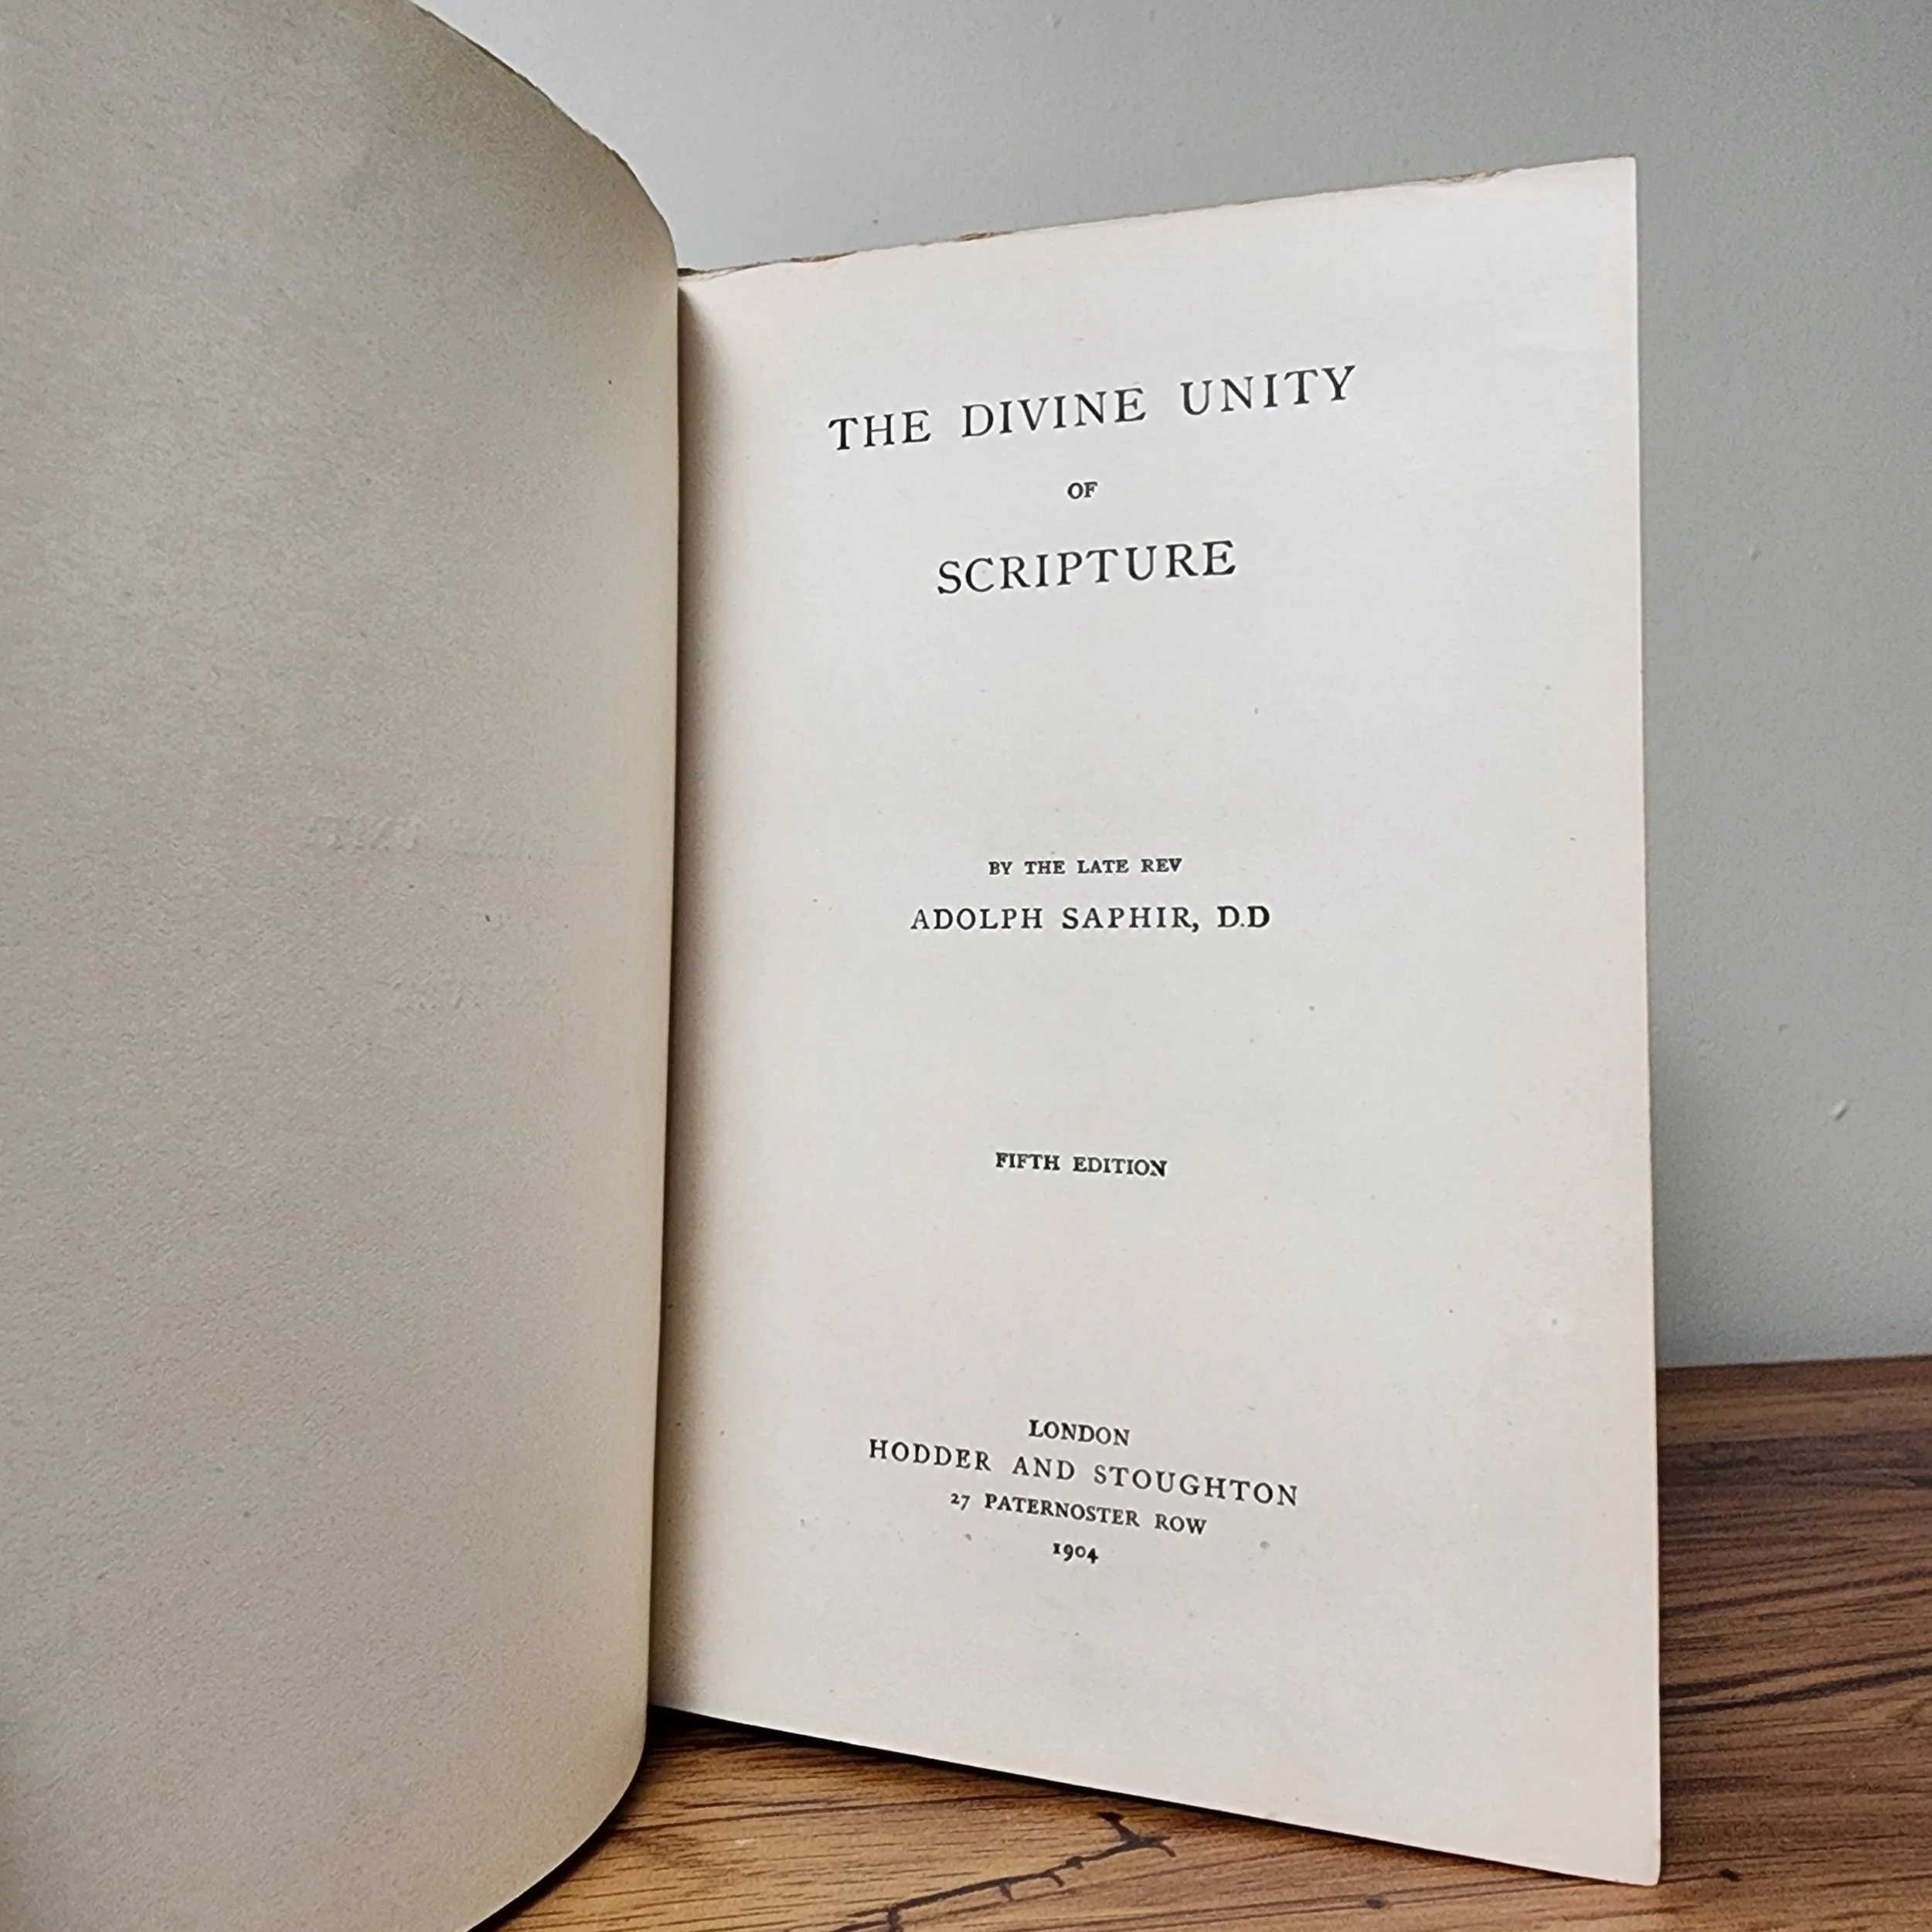 THE DIVINE UNITY
OF
SCRIPTURE
BY THE LATE REV
ADOLPH SAPHIR, D.D
FIFTH EDITION
LONDON
HODDER AND STOUGHTON
27 PATERNOSTER ROW
1904